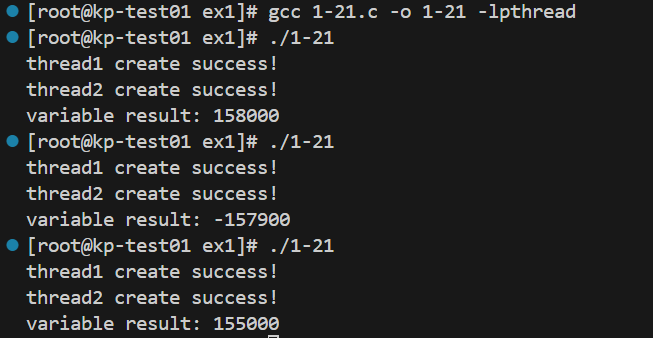 [root@kp-test01 ex1]# gcc 1-21.c -o 1-21 -lpthread
[root@kp-test01 ex1]# ./1-21
thread1 create success!
thread2 create success!
variable result: 158000
[root@kp-test01 ex1]# ./1-21
thread1 create success!
thread2 create success!
variable result: -157900
[root@kp-test01 ex1]# ./1-21
thread1 create success!
thread2 create success!
variable result: 155000